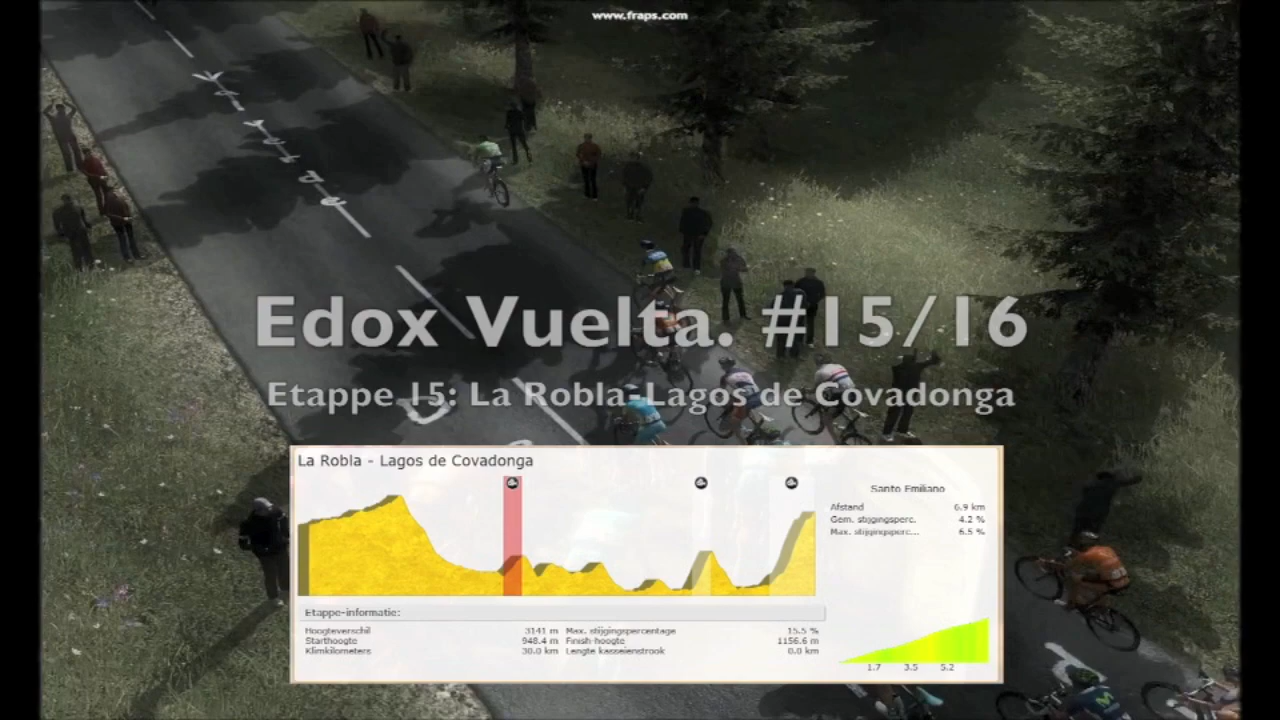 www.fraps.com
Edox Vuelta. #15/16
Etappe 15: La Robla-Lagos de Covadonga
La Robla - Lagos de Covadonga
Santo Emiliano
Afstand 6.9 km
Gem. stijgingsperc. 4.2 %
Max. stijgingsperc... 6.5 %
Etappe-informatie:
Hoogteverschil 3141 m Max. stijgingspercentage 15.5 %
Starthoogte 948.4 m Finish-hoogte 1156.6 m
Klimkilometers 30.0 km Lengte kasseienstrook 0.0 km
1.7 3.5 5.2